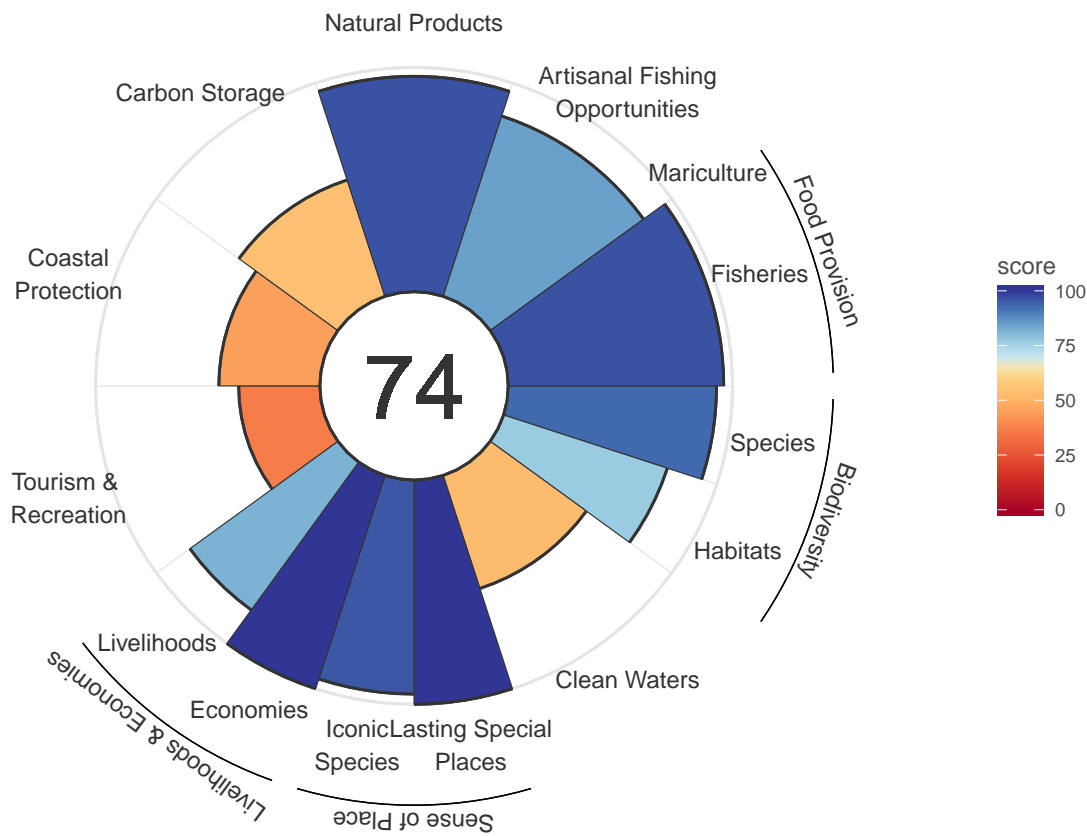 Natural Products
Carbon Storage
Artisanal Fishing
Opportunities
Mariculture
Food Provision
Fisheries
Coastal
Protection
score
100
75
50
25
0
74
Species
Biodiversity
Habitats
Tourism &
Recreation
Livelihoods
Livelihoods & Economies
Economies
Clean Waters
Iconic
Species
Lasting Special
Places
Sense of Place